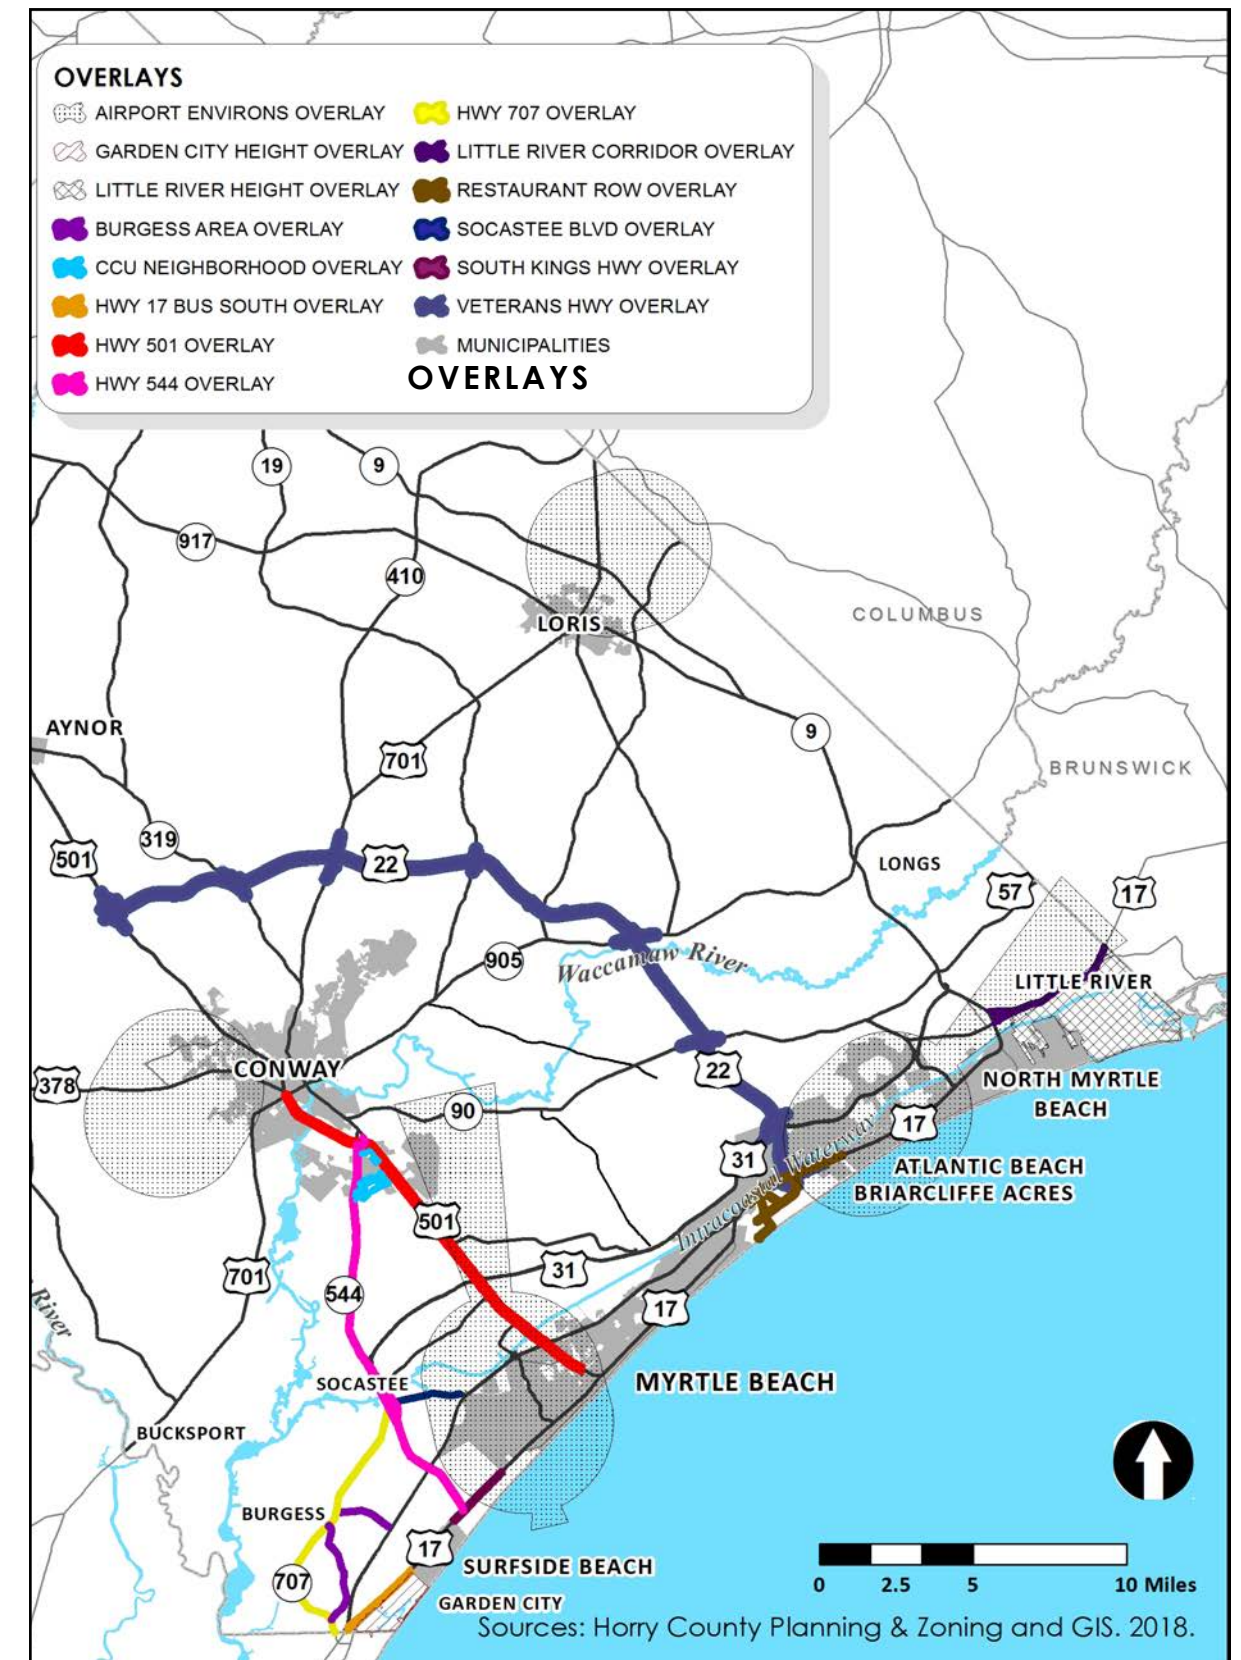 OVERLAYS
AIRPORT ENVIRONS OVERLAY
GARDEN CITY HEIGHT OVERLAY
LITTLE RIVER HEIGHT OVERLAY
BURGESS AREA OVERLAY
CCU NEIGHBORHOOD OVERLAY
HWY 17 BUS SOUTH OVERLAY
HWY 501 OVERLAY
HWY 544 OVERLAY
HWY 707 OVERLAY
LITTLE RIVER CORRIDOR OVERLAY
RESTAURANT ROW OVERLAY
SOCASTEE BLVD OVERLAY
SOUTH KINGS HWY OVERLAY
VETERANS HWY OVERLAY
MUNICIPALITIES
OVERLAYS
19
9
917
410
LORIS
COLUMBUS
AYNOR
701
9
BRUNSWICK
319
501
22
LONGS
57
17
905
Waccamaw River
LITTLE RIVER
CONWAY
378
22
NORTH MYRTLE
BEACH
90
17
31
Intracoastal Waterway
ATLANTIC BEACH
BRIARCLIFFE ACRES
501
701
31
544
River
17
SOCASTEE
MYRTLE BEACH
BUCKSPORT
BURGESS
17
SURFSIDE BEACH
707
GARDEN CITY
0 2.5 5 10 Miles
Sources: Horry County Planning & Zoning and GIS. 2018.